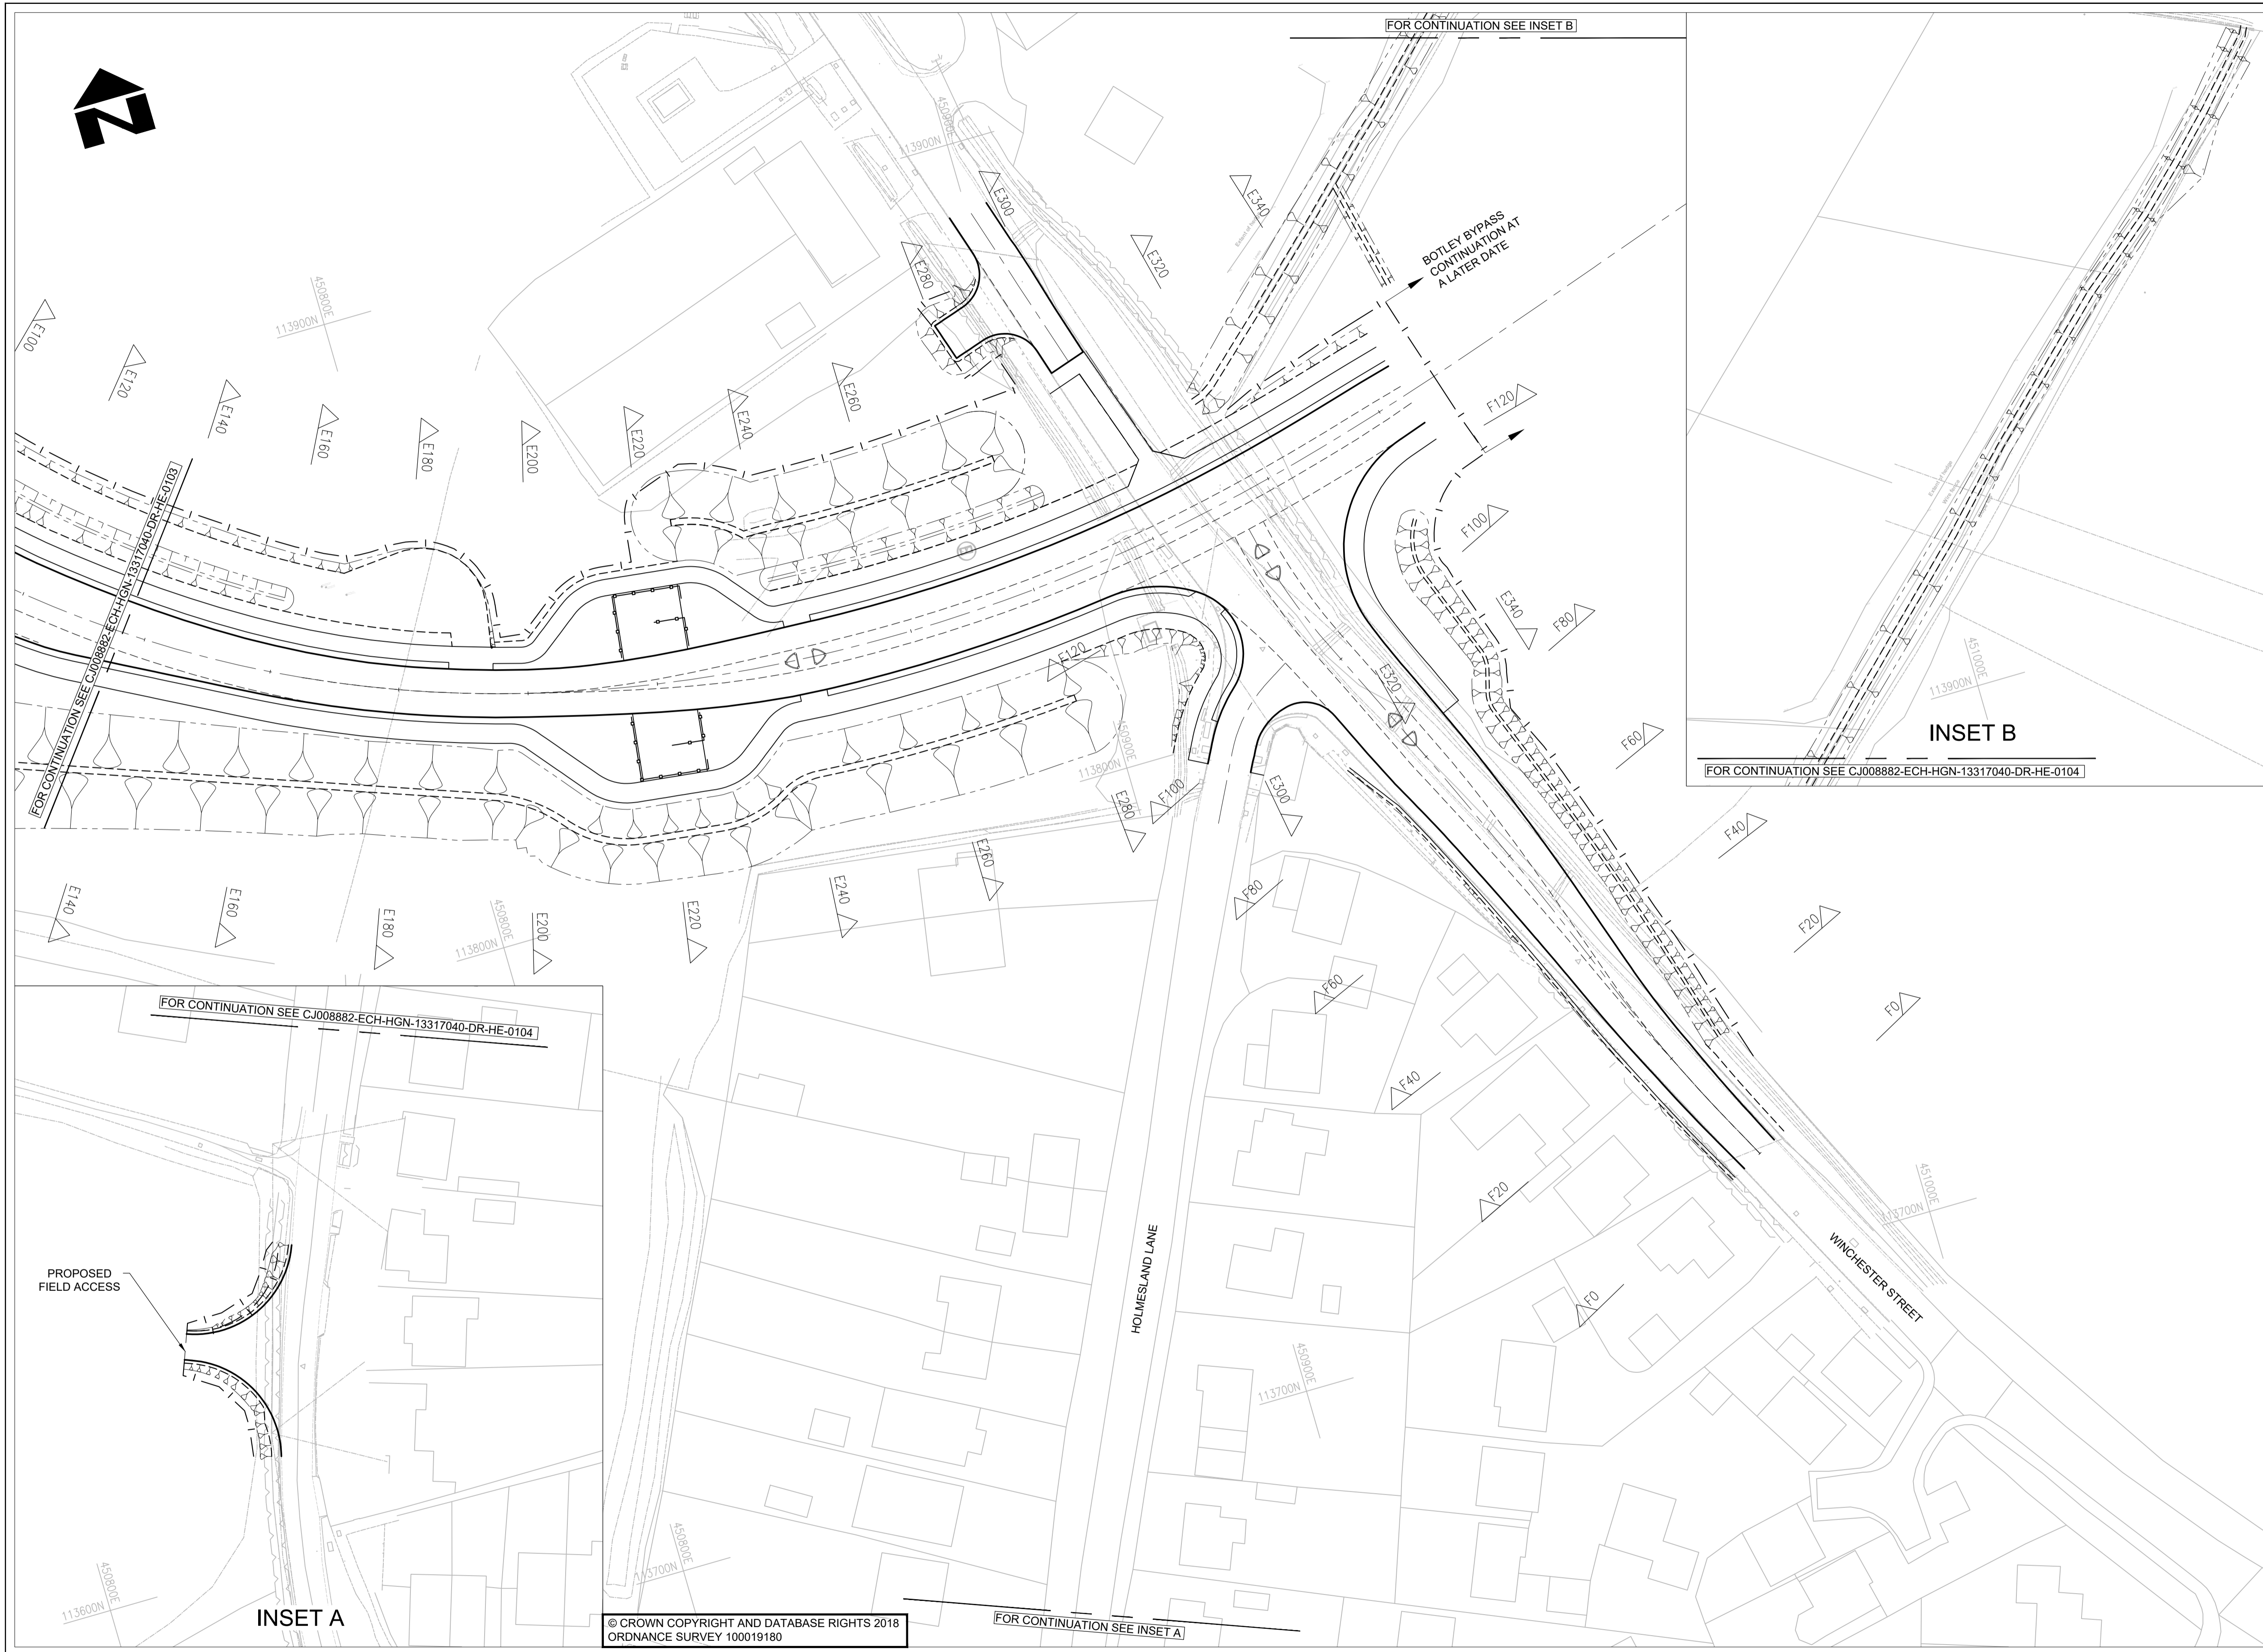 FOR CONTINUATION SEE INSET B
N
450900E
113900N
450800E
113900N
E100
E120
E140
E160
E180
E200
E220
E240
E260
E280
E300
E320
E340
BOTLEY BYPASS
CONTINUATION AT
A LATER DATE
F120
F100
F80
F60
F40
F20
F0
E340
E320
E300
E280
E260
E240
E220
E200
E180
E160
E140
F120
F100
F80
F60
F40
F20
F0
B
FOR CONTINUATION SEE CJ008882-ECH-HGN-13317040-DR-HE-0103
450900E
113800N
450800E
113800N
451000E
113700N
450900E
113700N
450800E
113700N
HOLMESLAND LANE
WINCHESTER STREET
451000E
113900N
INSET B
FOR CONTINUATION SEE CJ008882-ECH-HGN-13317040-DR-HE-0104
FOR CONTINUATION SEE CJ008882-ECH-HGN-13317040-DR-HE-0104
PROPOSED
FIELD ACCESS
450800E
113600N
INSET A
© CROWN COPYRIGHT AND DATABASE RIGHTS 2018
ORDNANCE SURVEY 100019180
FOR CONTINUATION SEE INSET A